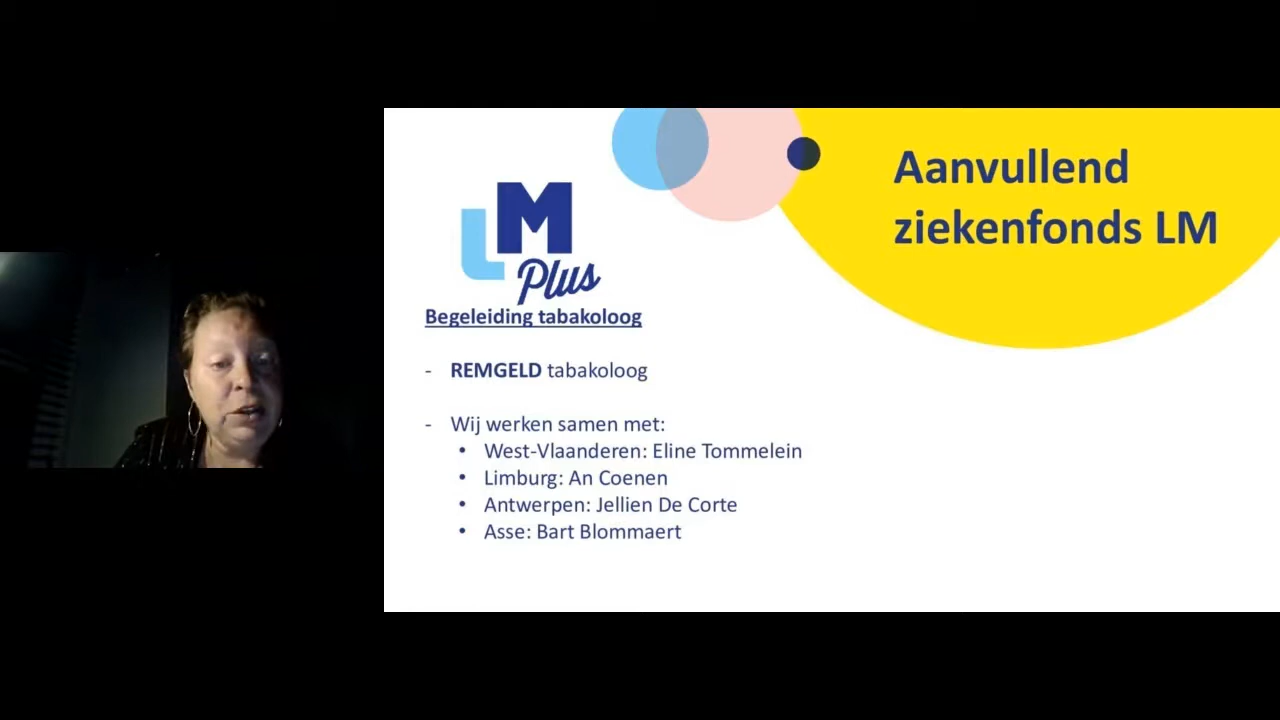 Aanvullend
ziekenfonds LM
LM
Plus
Begeleiding tabakoloog
- REMGELD tabakoloog
- Wij werken samen met:
• West-Vlaanderen: Eline Tommelein
• Limburg: An Coenen
• Antwerpen: Jellien De Corte
• Asse: Bart Blommaert